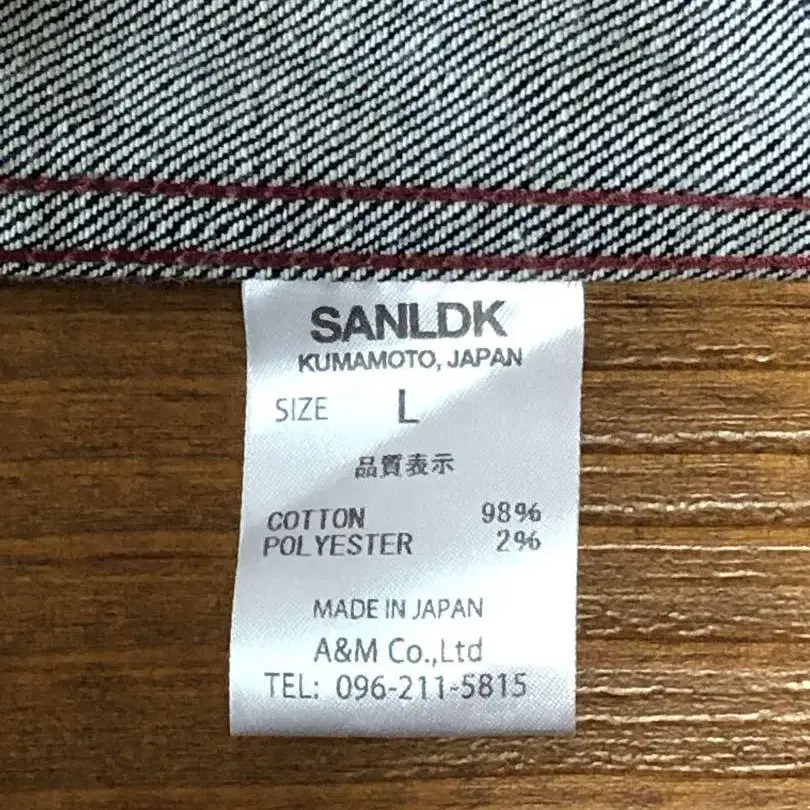 SANLDK
KUMAMOTO, JAPAN
SIZE L
品質表示
COTTON 98%
POLYESTER 2%
MADE IN JAPAN
A&M Co.,Ltd
TEL: 096-211-5815